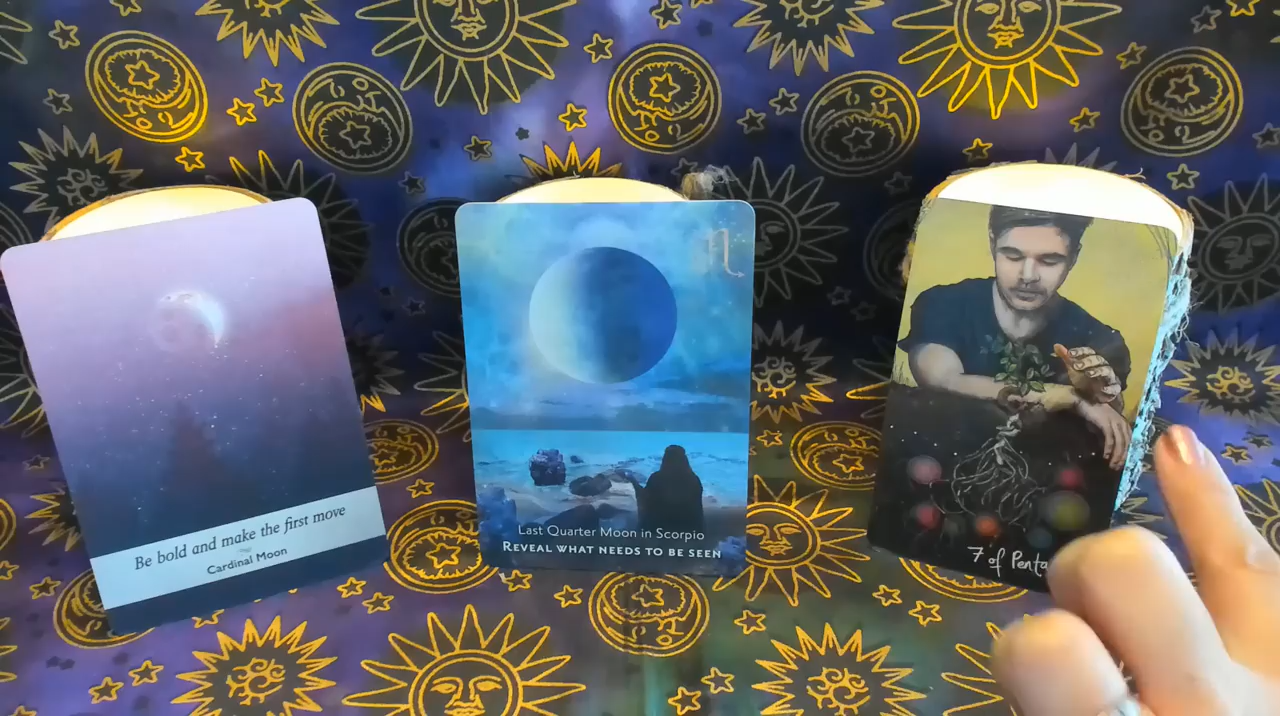 Be bold and make the first move
Cardinal Moon
Last Quarter Moon in Scorpio
REVEAL WHAT NEEDS TO BE SEEN
7 of Penta